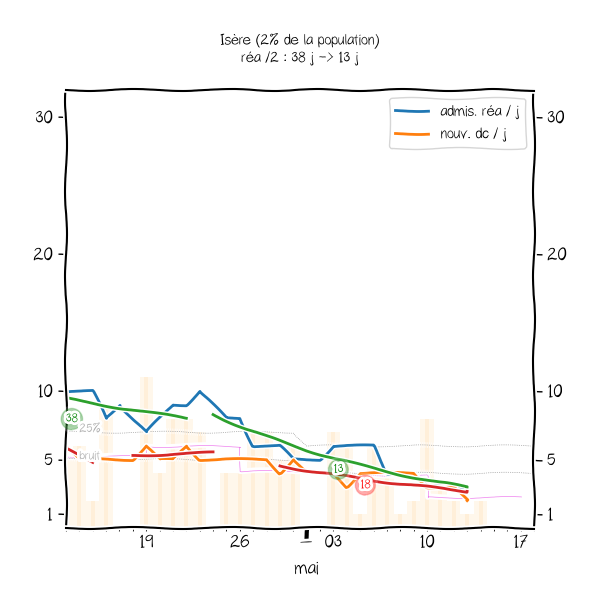 Isère (2% de la population)
réa /2 : 38 j -> 13 j
admis. réa / j
nouv. dc / j
30 30
20 20
10 10
38
25%
5 bruit 13 18 5
1 1
19 26 1 03 10 17
mai